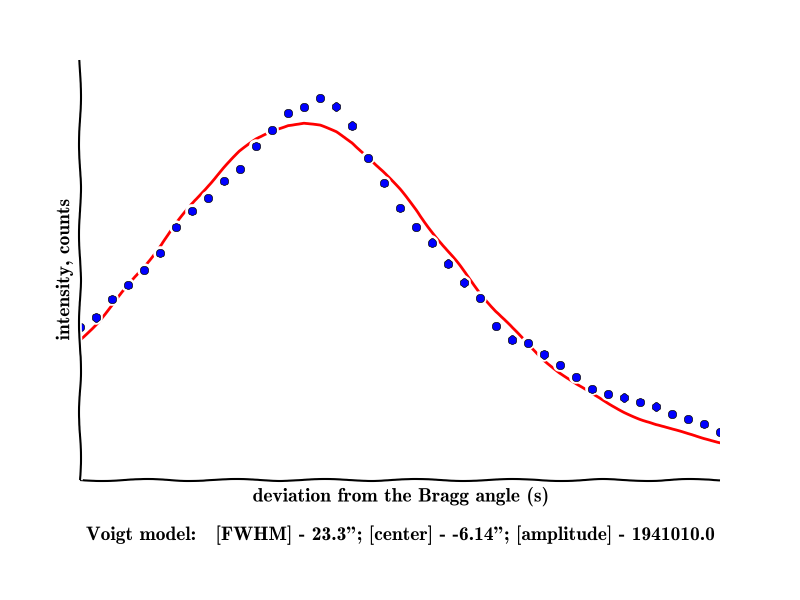 intensity, counts
deviation from the Bragg angle (s)
Voigt model: [FWHM] - 23.3”; [center] - -6.14”; [amplitude] - 1941010.0